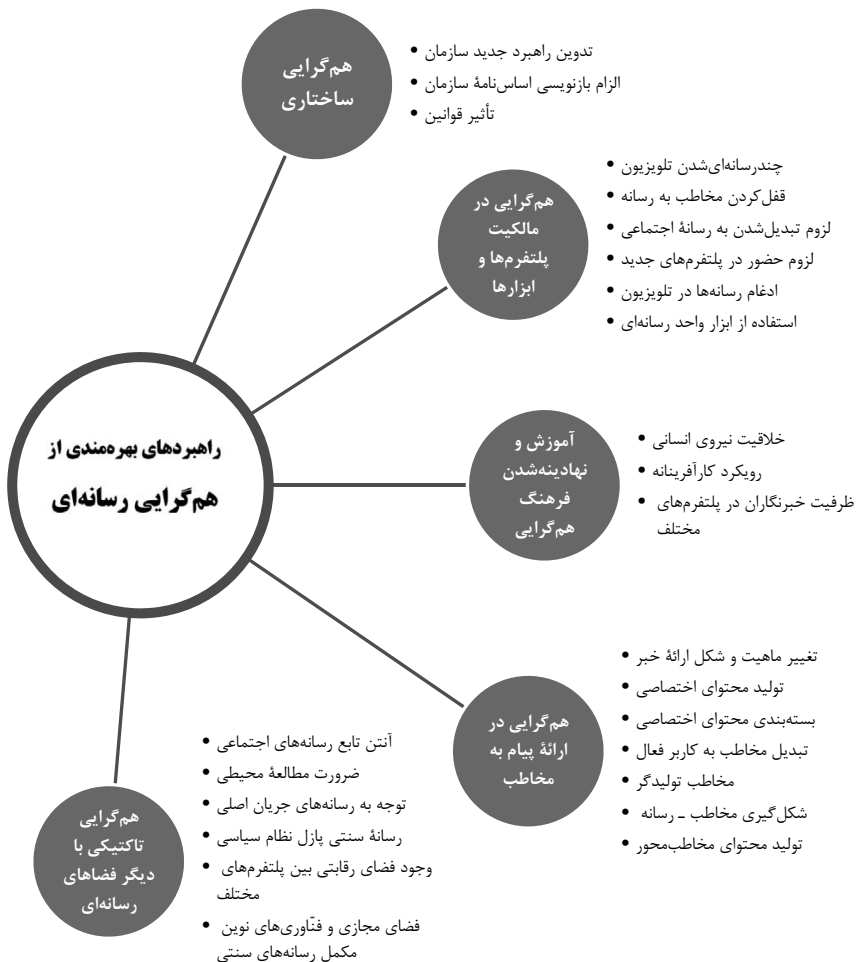 هم‌گرایی
ساختاری
تدوین راهبرد جدید سازمان
الزام بازنویسی اساس‌نامهٔ سازمان
تأثیر قوانین
هم‌گرایی در
مالکیت
پلتفرم‌ها و
ابزارها
چندرسانه‌ای‌شدن تلویزیون
قفل‌کردن مخاطب به رسانه
لزوم تبدیل‌شدن به رسانهٔ اجتماعی
لزوم حضور در پلتفرم‌های جدید
ادغام رسانه‌ها در تلویزیون
استفاده از ابزار واحد رسانه‌ای
راهبردهای بهره‌مندی از
هم‌گرایی رسانه‌ای
آموزش و
نهادینه‌شدن
فرهنگ
هم‌گرایی
خلاقیت نیروی انسانی
رویکرد کارآفرینانه
ظرفیت خبرنگاران در پلتفرم‌های
مختلف
هم‌گرایی در
ارائهٔ پیام به
مخاطب
تغییر ماهیت و شکل ارائهٔ خبر
تولید محتوای اختصاصی
بسته‌بندی محتوای اختصاصی
تبدیل مخاطب به کاربر فعال
مخاطب تولیدگر
شکل‌گیری مخاطب ـ رسانه
تولید محتوای مخاطب‌محور
هم‌گرایی
تاکتیکی با
دیگر فضاهای
رسانه‌ای
آنتن تابع رسانه‌های اجتماعی
ضرورت مطالعهٔ محیطی
توجه به رسانه‌های جریان اصلی
رسانهٔ سنتی پازل نظام سیاسی
وجود فضای رقابتی بین پلتفرم‌های
مختلف
فضای مجازی و فنّاوری‌های نوین
مکمل رسانه‌های سنتی